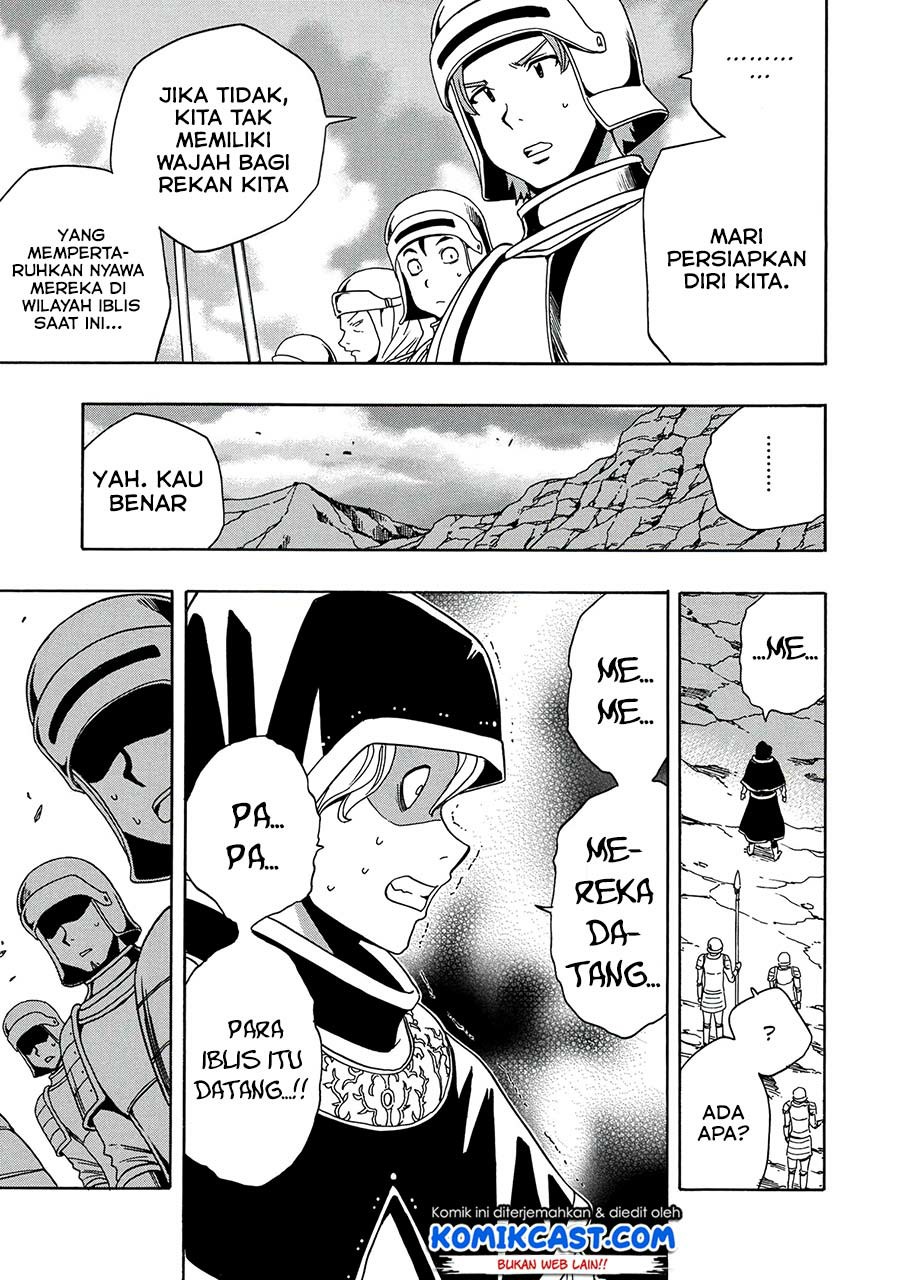 .........
...
MARI
PERSIAPKAN
DIRI KITA.
JIKA TIDAK,
KITA TAK
MEMILIKI
WAJAH BAGI
REKAN KITA
YANG
MEMPERTA-
RUHKAN NYAWA
MEREKA DI
WILAYAH IBLIS
SAAT INI...
........
YAH. KAU
BENAR
...ME...
?
ADA
APA?
ME...
ME...
ME-
REKA
DA-
TANG...
PA...
PA...
PARA
IBLIS ITU
DATANG...!!
Komik ini diterjemahkan & diedit oleh
KOMIKCAST.COM
BUKAN WEB LAIN!!